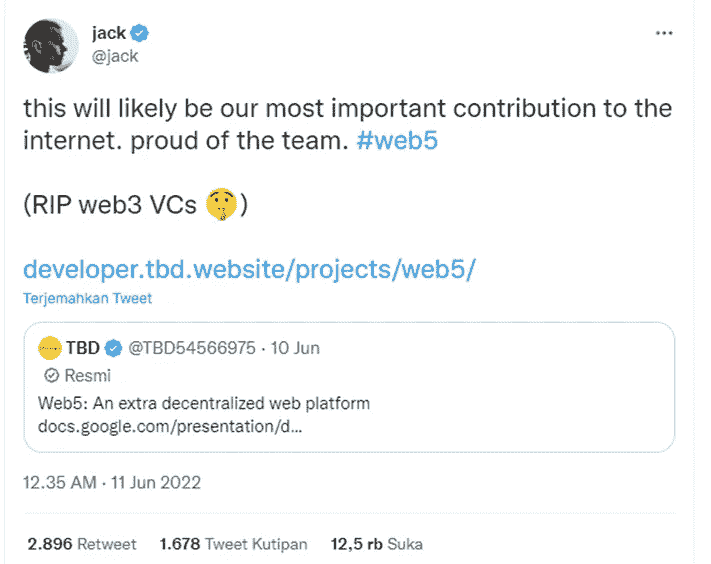 jack
@jack
this will likely be our most important contribution to the
internet. proud of the team. #web5
(RIP web3 VCs 🤫)
developer.tbd.website/projects/web5/
Terjemahkan Tweet
TBD @TBD54566975 · 10 Jun
Resmi
Web5: An extra decentralized web platform
docs.google.com/presentation/d...
12.35 AM · 11 Jun 2022
2.896 Retweet 1.678 Tweet Kutipan 12,5 rb Suka